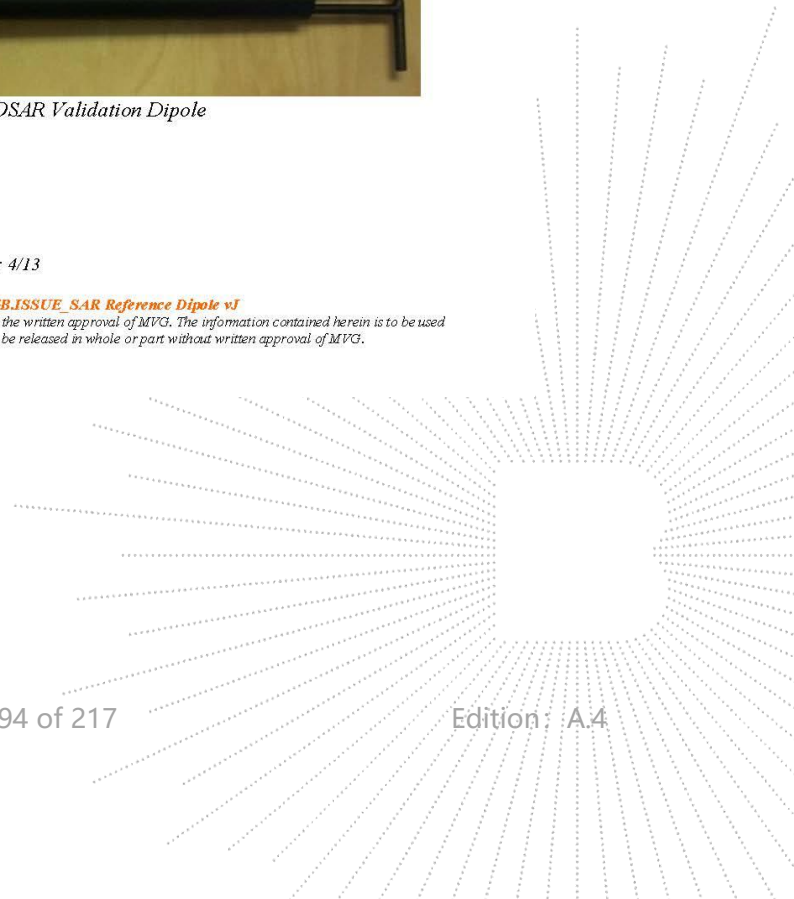 OSAR Validation Dipole
: 4/13
B.ISSUE_SAR Reference Dipole vJ
the written approval of MVG. The information contained herein is to be used
be released in whole or part without written approval of MVG.
94 of 217 Edition: A.4